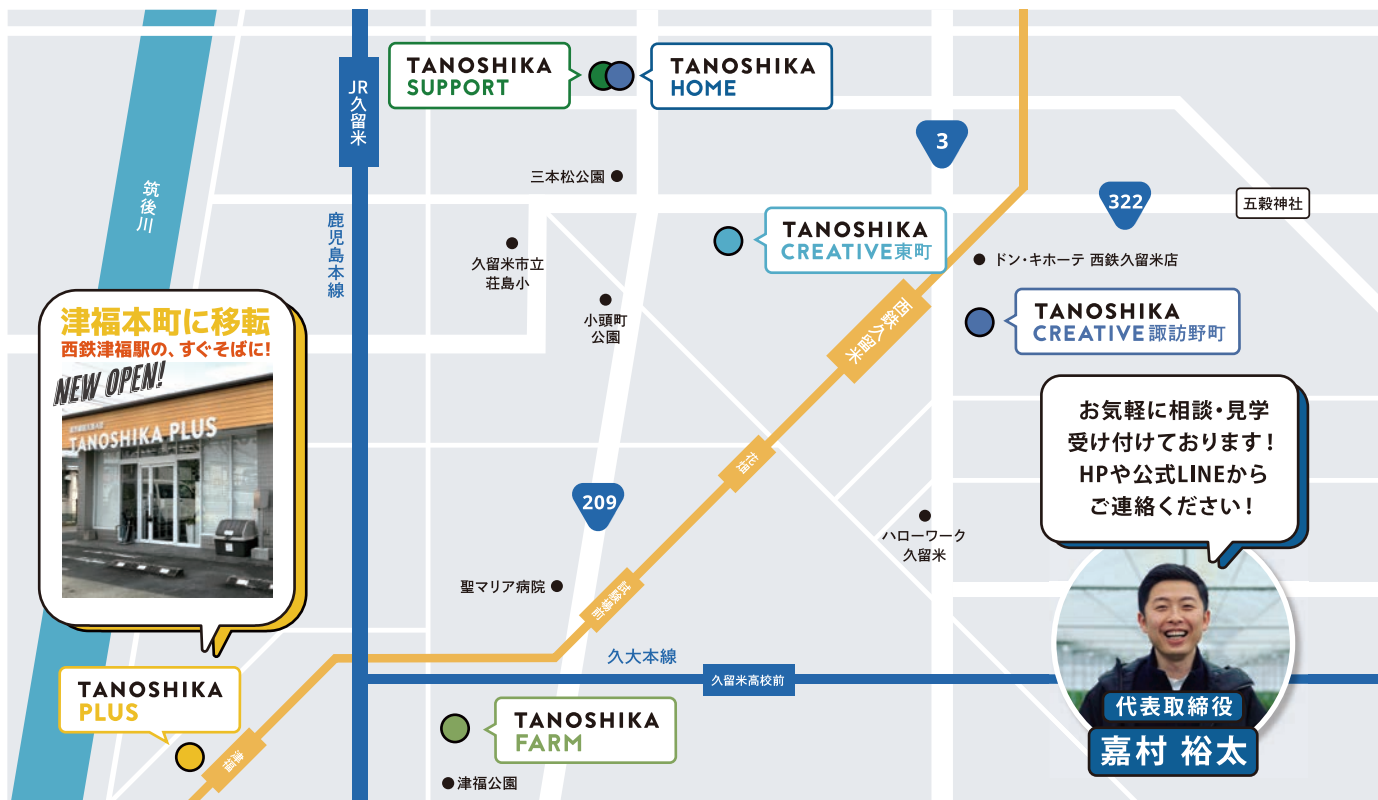 TANOSHIKA
SUPPORT
TANOSHIKA
HOME
JR久留米
3
三本松公園
筑後川
322
五穀神社
鹿児島本線
TANOSHIKA
CREATIVE東町
久留米市立
荘島小
ドン・キホーテ 西鉄久留米店
小頭町
公園
西鉄久留米
TANOSHIKA
CREATIVE諏訪野町
津福本町に移転
西鉄津福駅の、すぐそばに!
NEW OPEN!
TANOSHIKA PLUS
お気軽に相談・見学
受け付けております!
HPや公式LINEから
ご連絡ください!
花畑
209
ハローワーク
久留米
聖マリア病院
試験場前
久大本線
久留米高校前
TANOSHIKA
PLUS
津福
TANOSHIKA
FARM
津福公園
代表取締役
嘉村 裕太